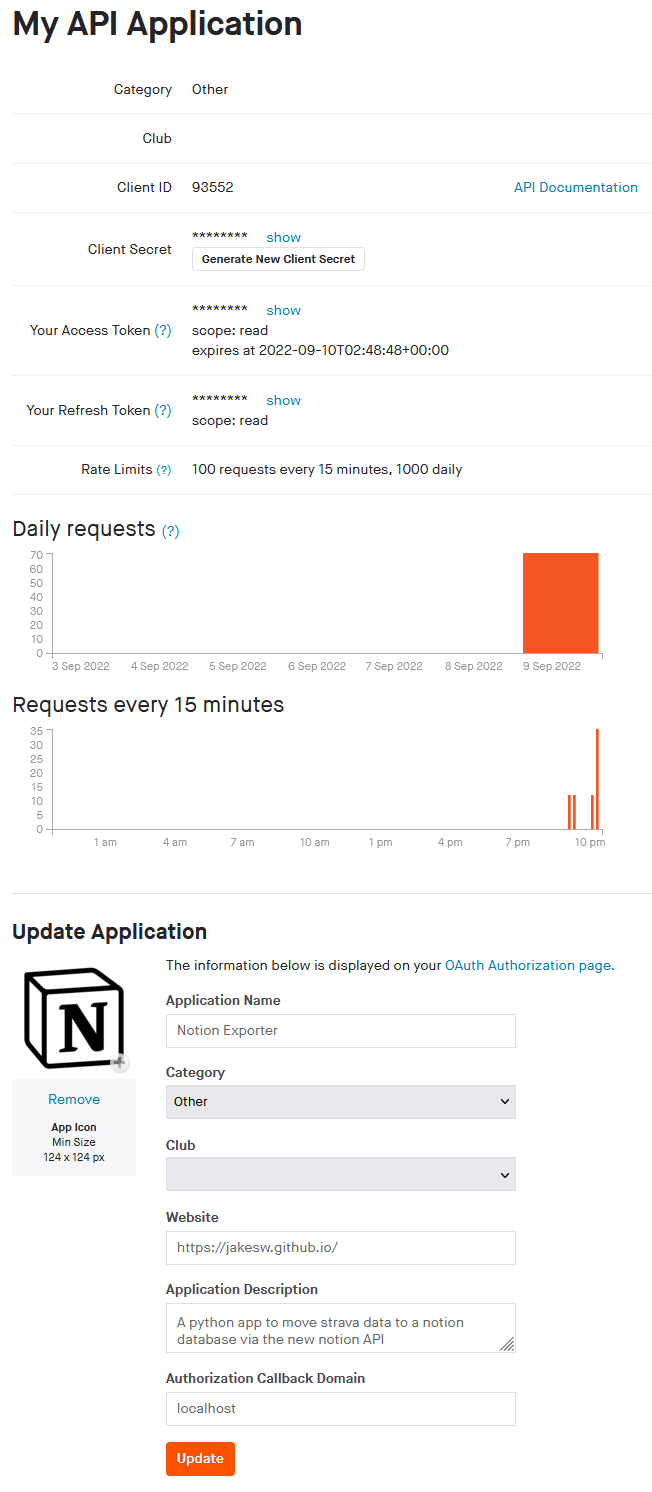 My API Application
Category Other
Club
Client ID 93552 API Documentation
Client Secret ******** show
Generate New Client Secret
Your Access Token (?) ******** show
scope: read
expires at 2022-09-10T02:48:48+00:00
Your Refresh Token (?) ******** show
scope: read
Rate Limits (?) 100 requests every 15 minutes, 1000 daily
Daily requests (?)
70
60
50
40
30
20
10
0
3 Sep 2022 4 Sep 2022 5 Sep 2022 6 Sep 2022 7 Sep 2022 8 Sep 2022 9 Sep 2022
Requests every 15 minutes
35
30
25
20
15
10
5
0
1 am 4 am 7 am 10 am 1 pm 4 pm 7 pm 10 pm
Update Application
The information below is displayed on your OAuth Authorization page.
N
Remove
App Icon
Min Size
124 x 124 px
Application Name
Notion Exporter
Category
Other
Club
Website
https://jakesw.github.io/
Application Description
A python app to move strava data to a notion
database via the new notion API
Authorization Callback Domain
localhost
Update